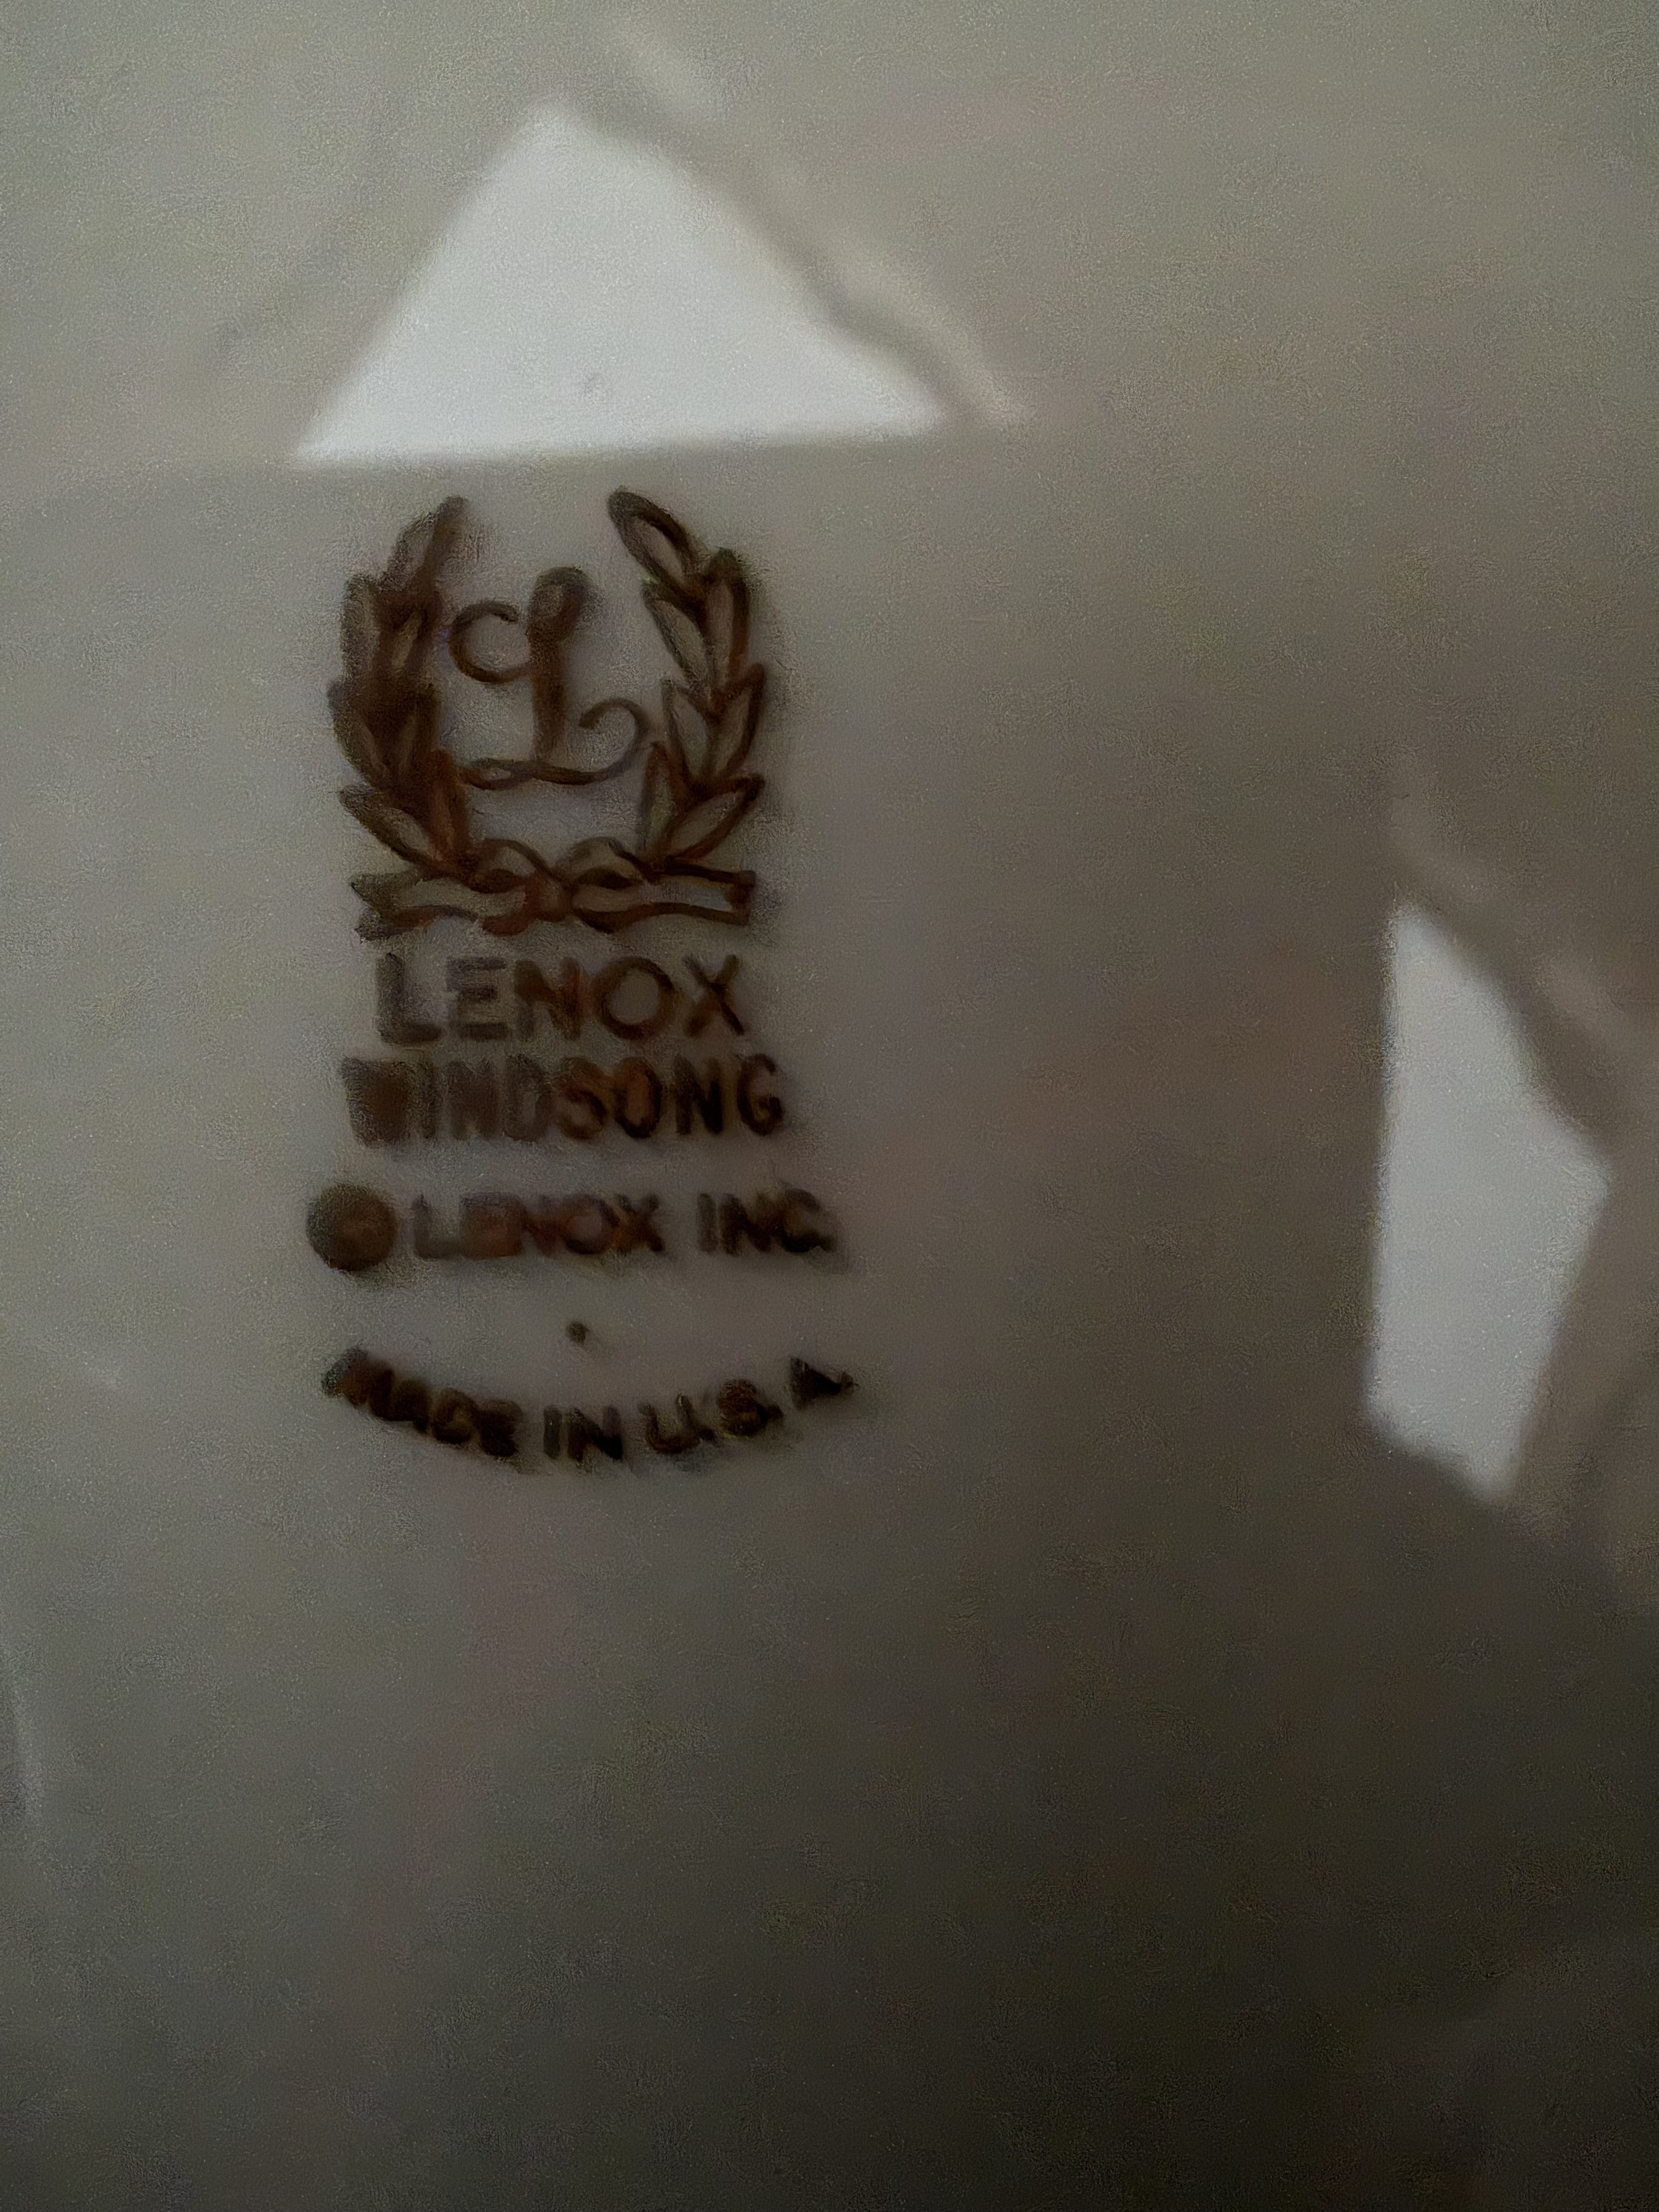 L
LENOX
WINDSONG
© LENOX INC.
MADE IN U.S.A.